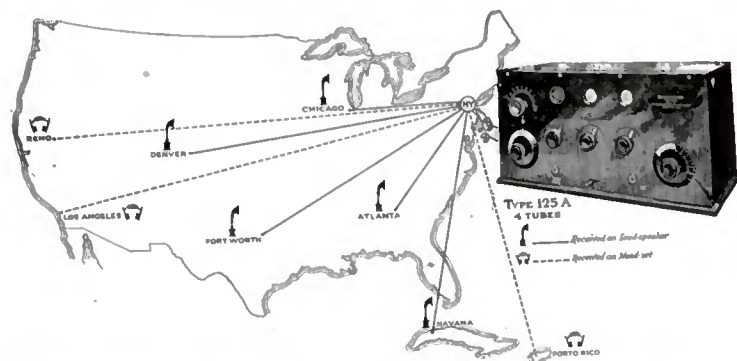 CHICAGO
NY
RENO
DENVER
LOS ANGELES
FORT WORTH
ATLANTA
TYPE 125 A
4 TUBES
Received on Loud-speaker
Received on Head-set
HAVANA
PORTO RICO